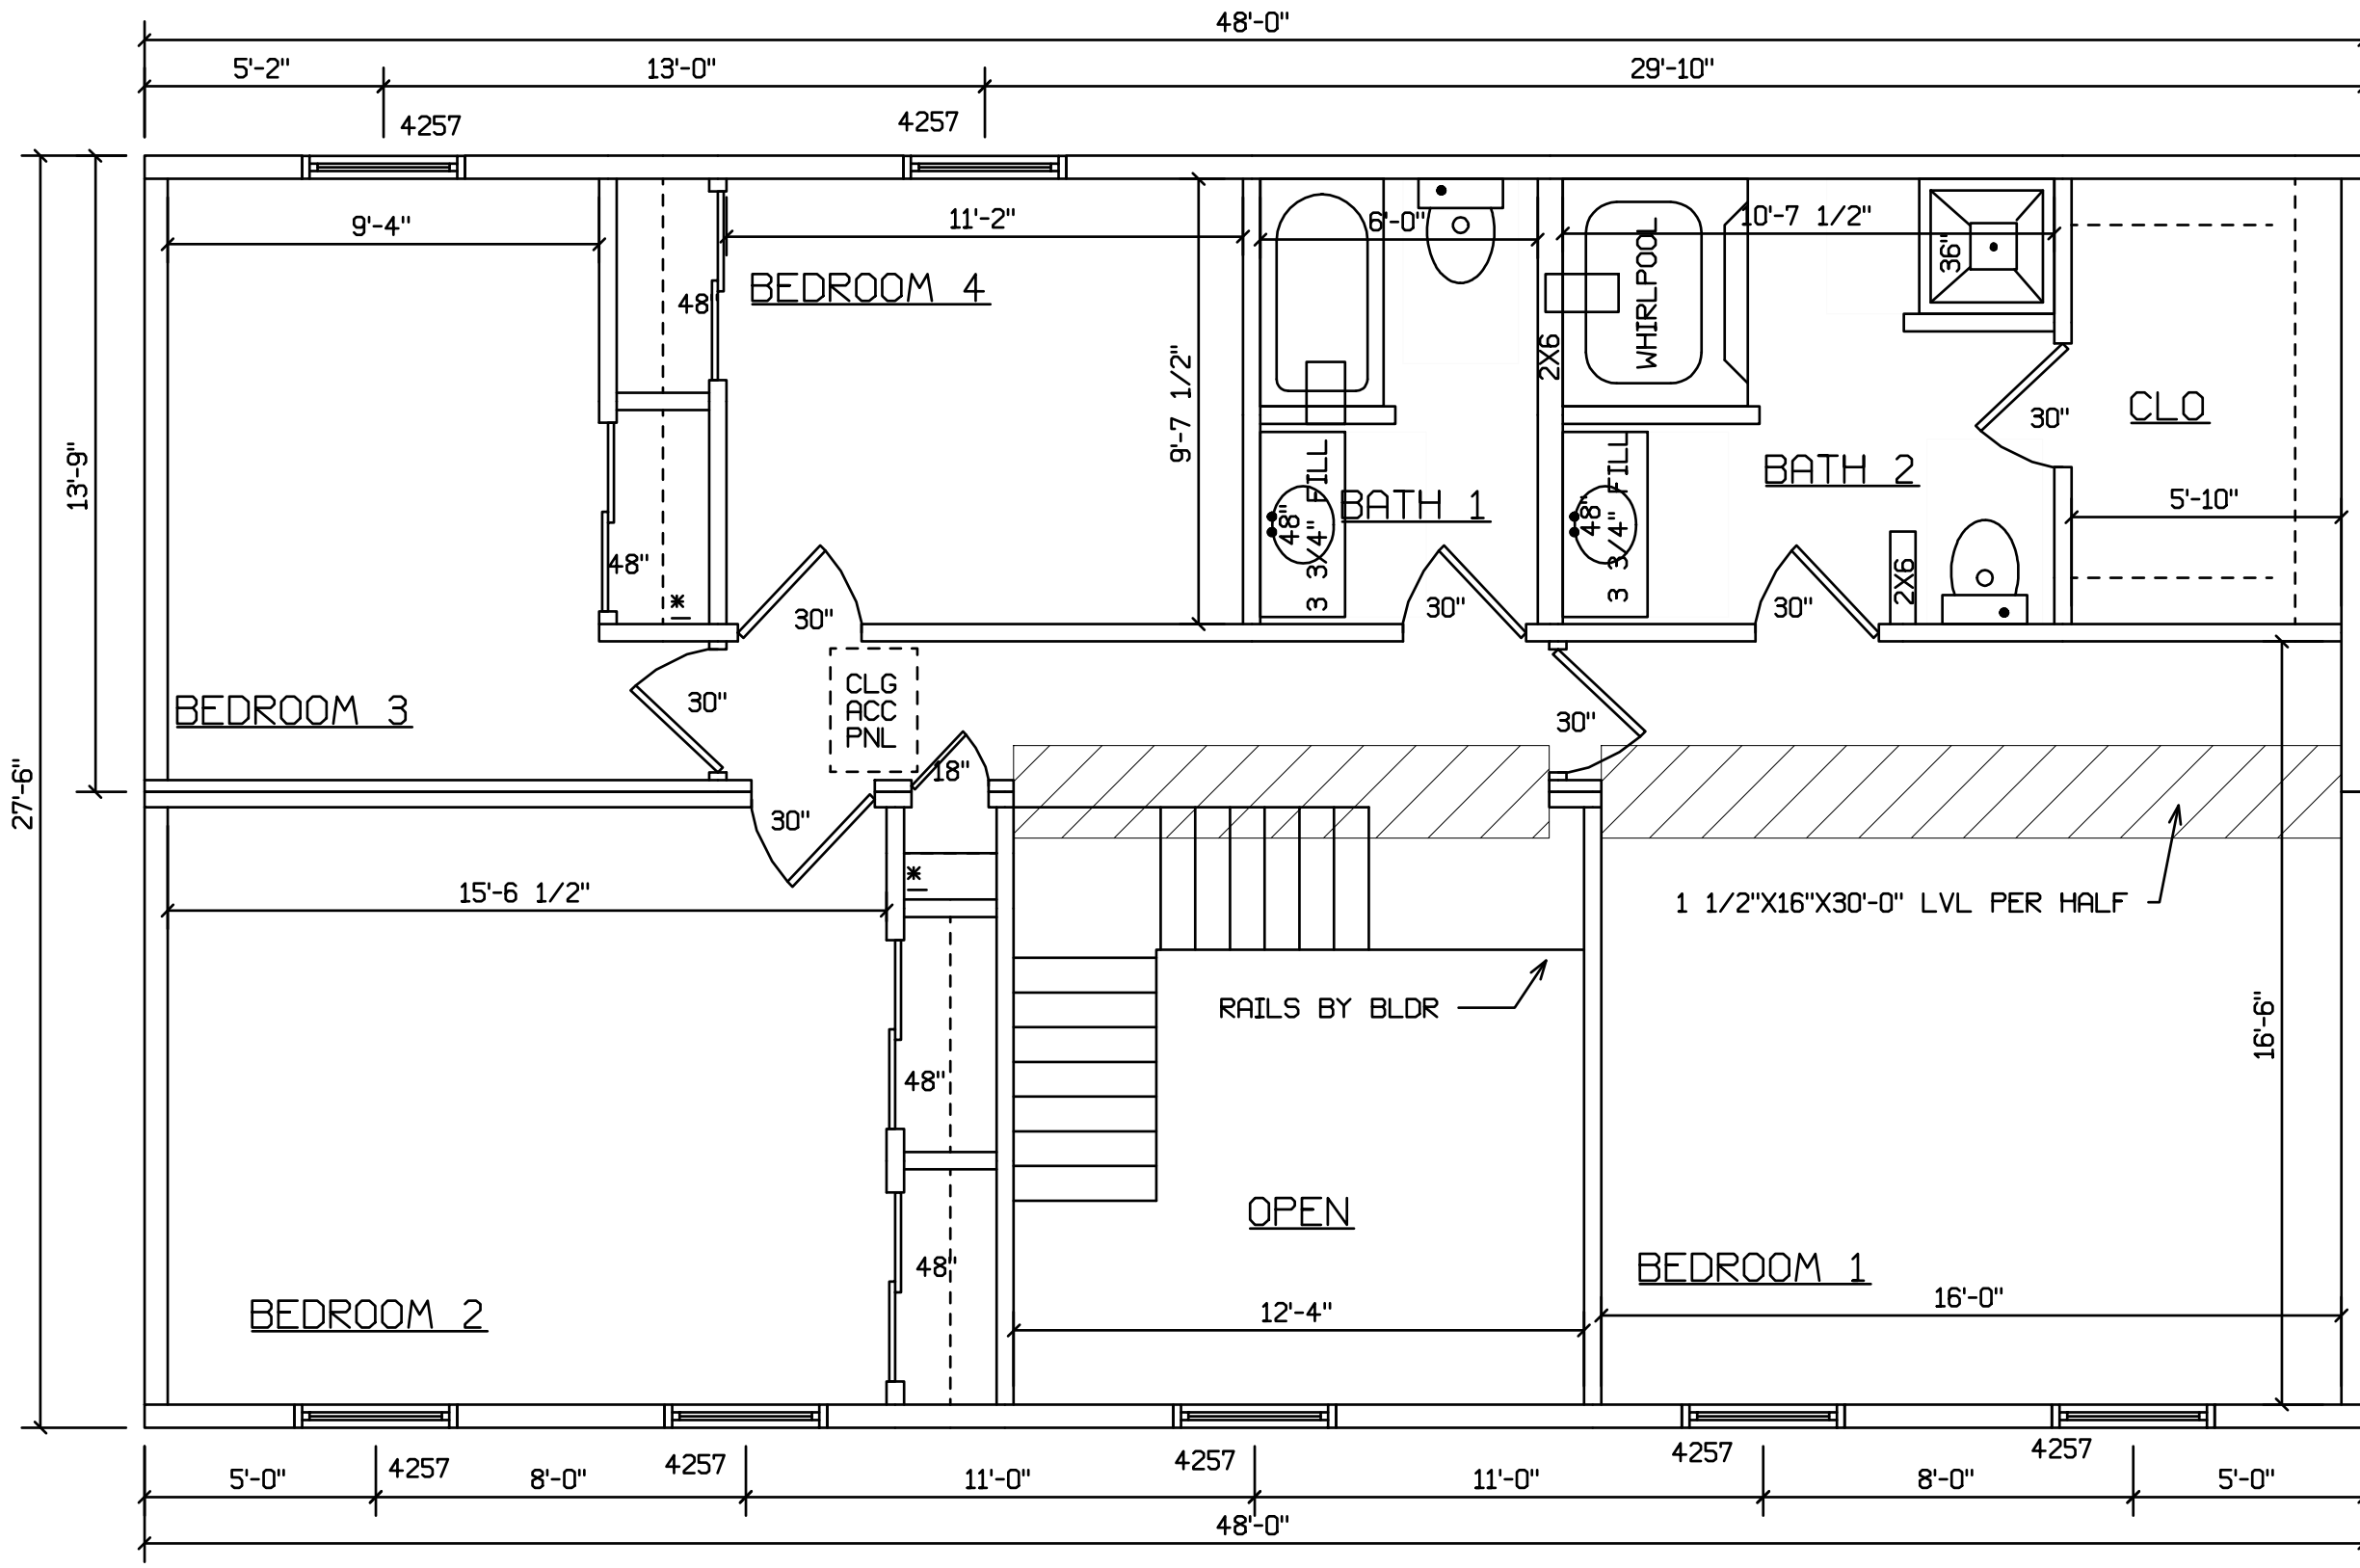 48'-0"
5'-2"
13'-0"
29'-10"
4257
4257
9'-4"
11'-2"
6'-0"
10'-7 1/2"
36"
WHIRLPOOL
48"
BEDROOM 4
9'-7 1/2"
2X6
30"
CLO
13'-9"
BATH 1
BATH 2
5'-10"
48"
3 3/4" FILL
48"
3 3/4" FILL
48"
*
30"
30"
30"
2X6
BEDROOM 3
30"
CLG
ACC
PNL
30"
18"
27'-6"
30"
*
15'-6 1/2"
1 1/2"X16"X30'-0" LVL PER HALF
RAILS BY BLDR
16'-6"
48"
OPEN
48"
BEDROOM 1
BEDROOM 2
12'-4"
16'-0"
4257
4257
4257
4257
4257
5'-0"
8'-0"
11'-0"
11'-0"
8'-0"
5'-0"
48'-0"